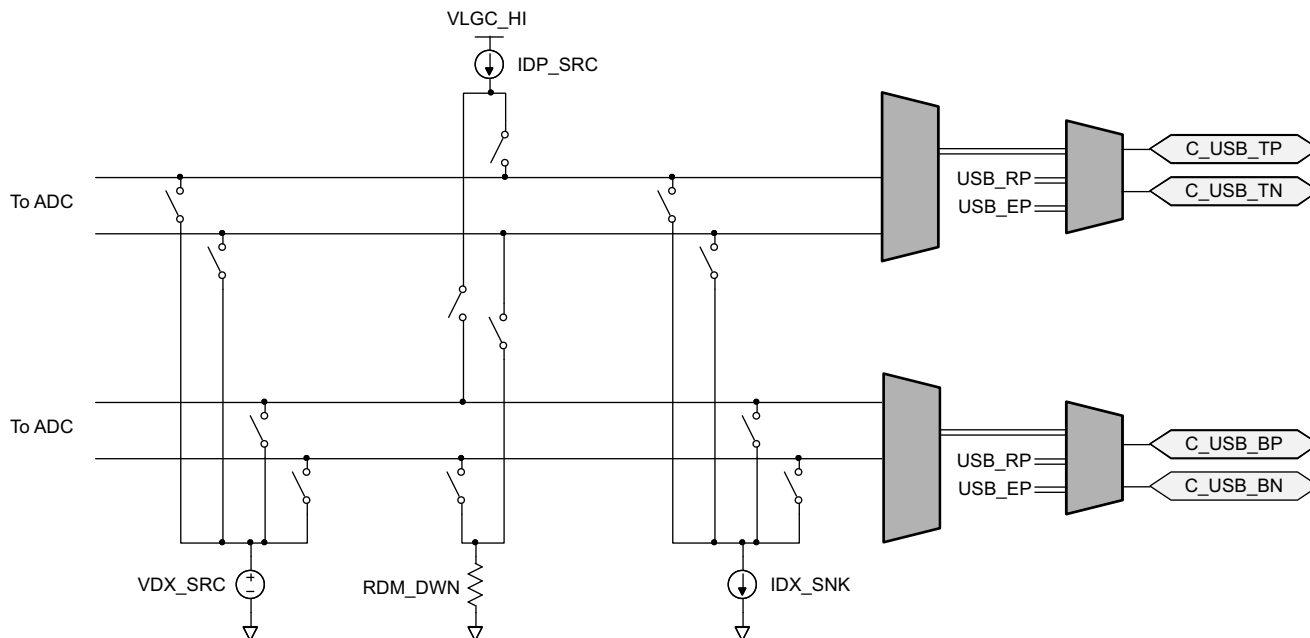 VLGC_HI
IDP_SRC
C_USB_TP
To ADC
USB_RP
C_USB_TN
USB_EP
To ADC
C_USB_BP
USB_RP
USB_EP
C_USB_BN
VDX_SRC
+
−
RDM_DWN
IDX_SNK